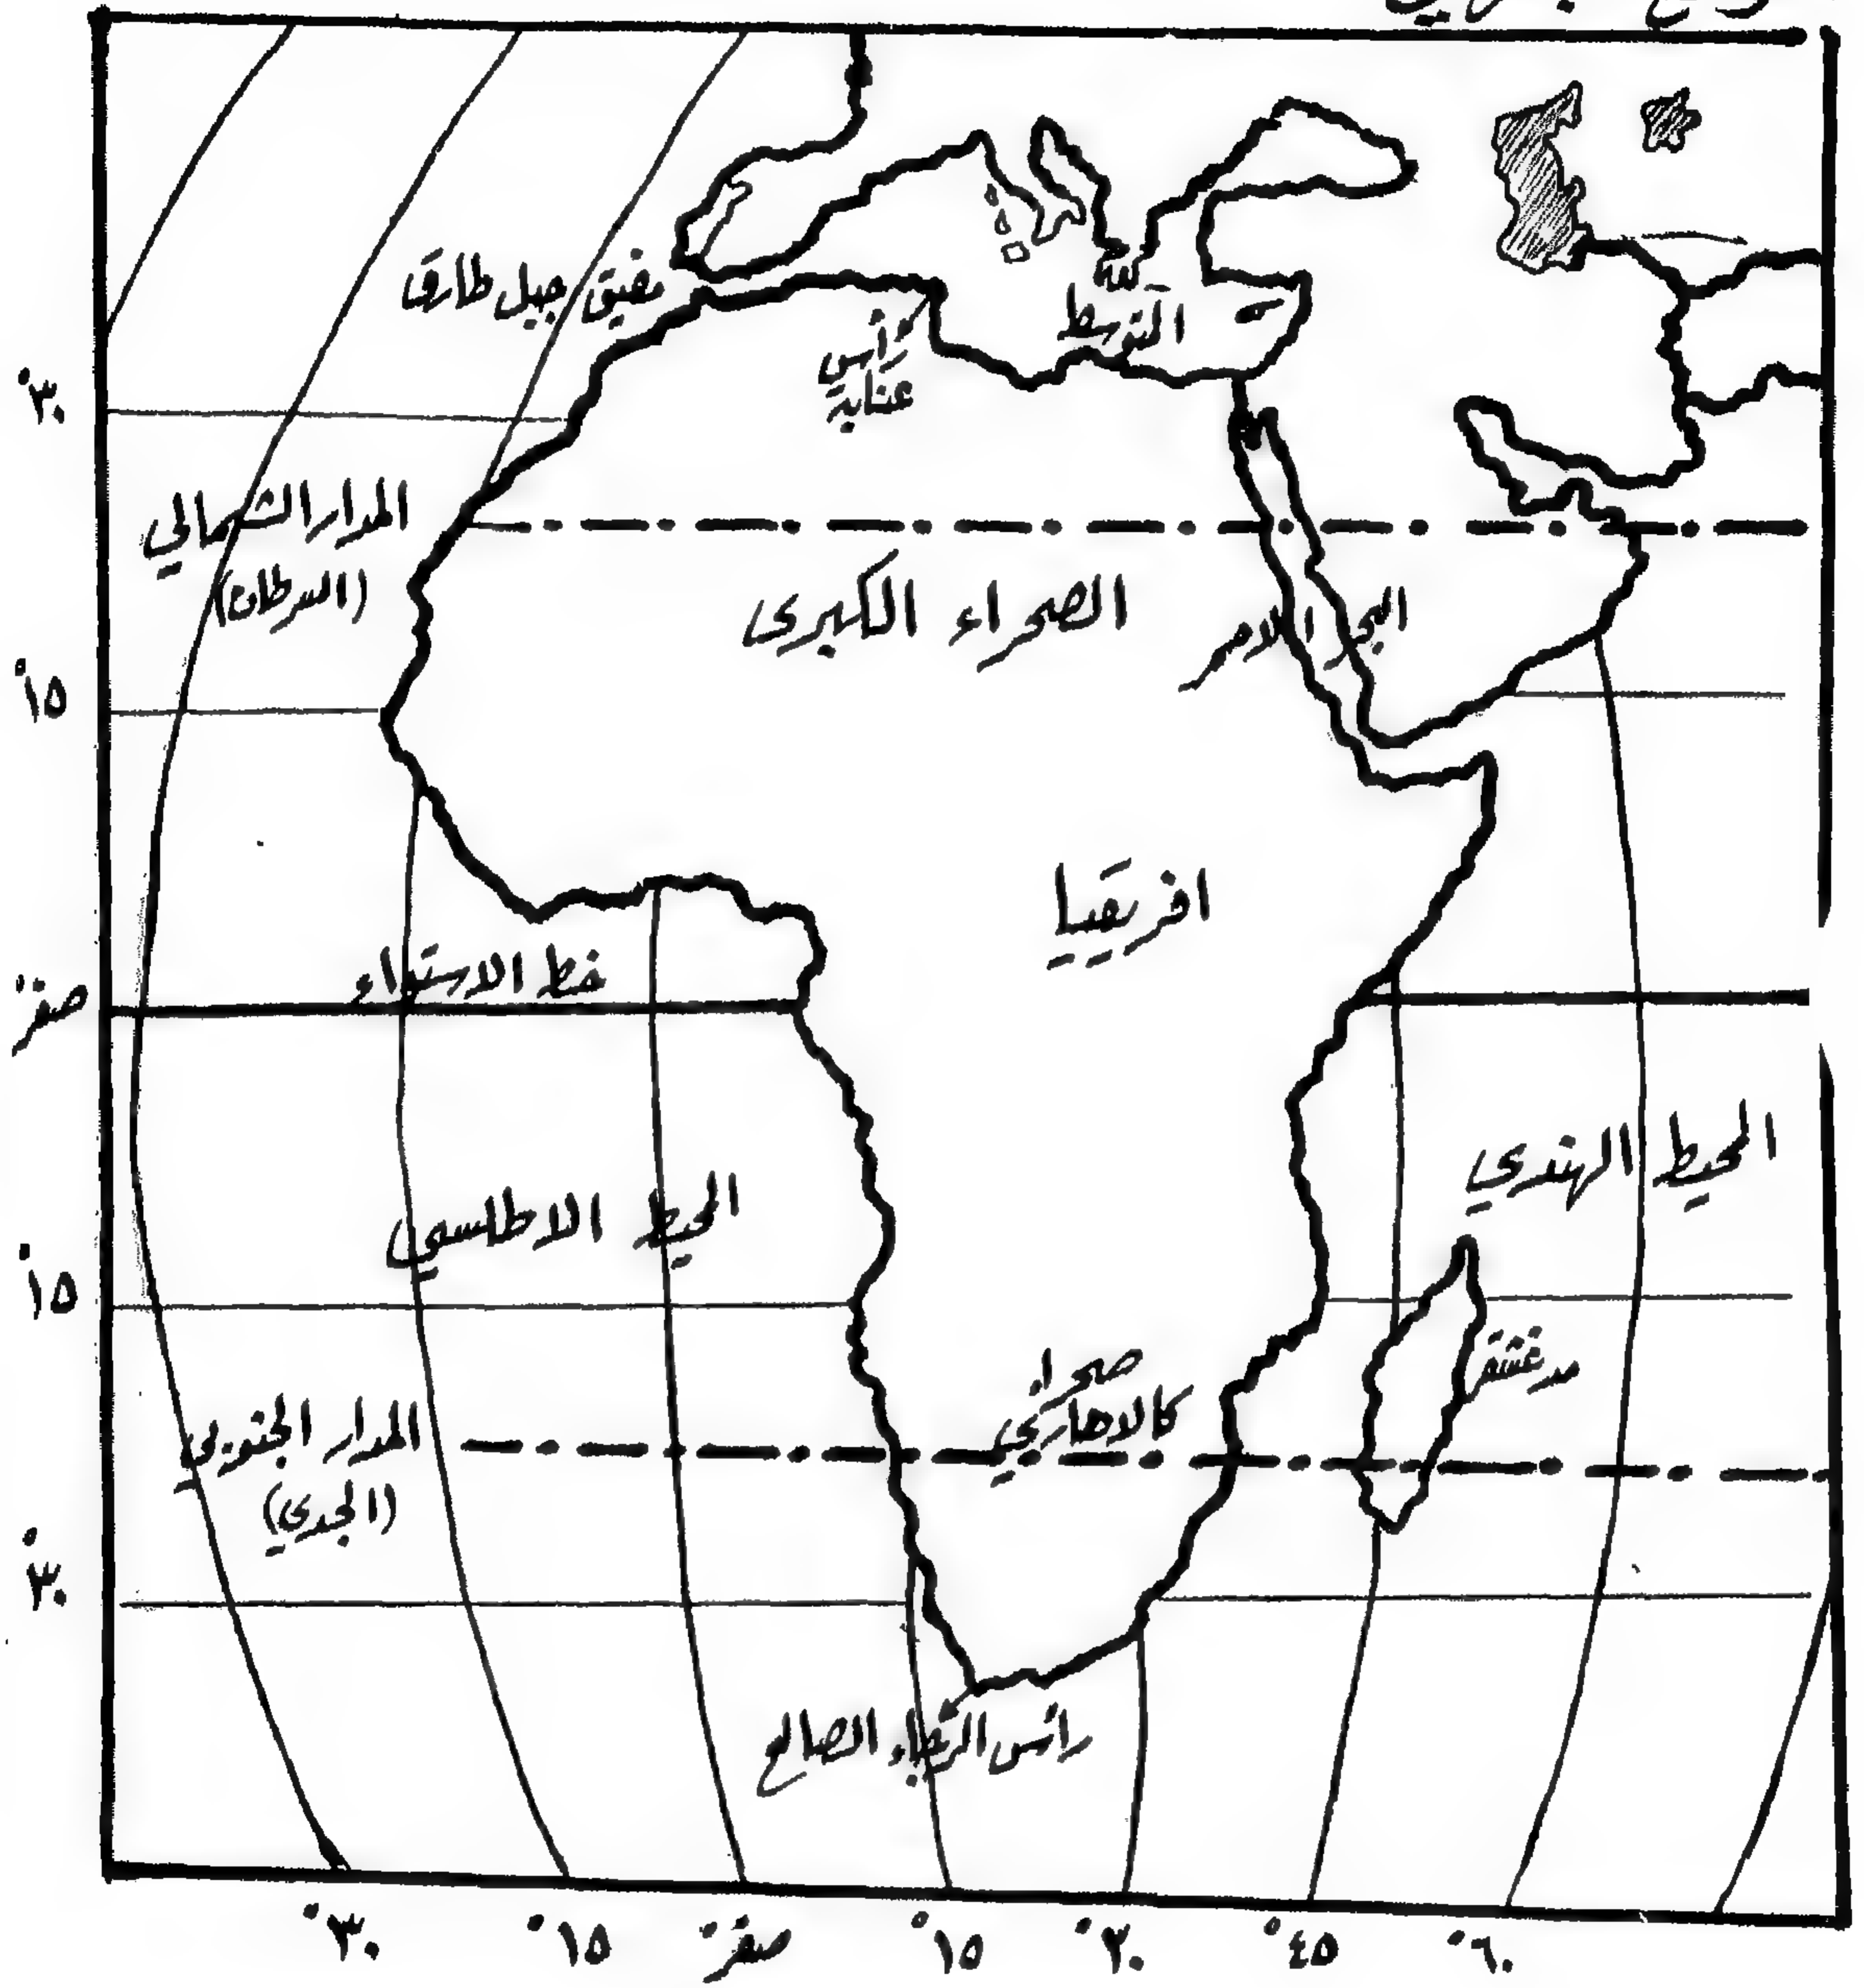 مضيق جبل طارق
المتوسط
رأس
عنابة
°٣٠
المدار الشمالي
(السرطان)
الصحراء الكبرى
البحر الاحمر
°١٥
افريقيا
خط الاستواء
صفر°
المحيط الهندي
المحيط الاطلسي
°١٥
مدغشقر
صحراء
كالاهاري
المدار الجنوبي
(الجدي)
°٣٠
رأس الرجاء الصالح
°٣٠ °١٥ صفر° °١٥ °٣٠ °٤٥ °٦٠